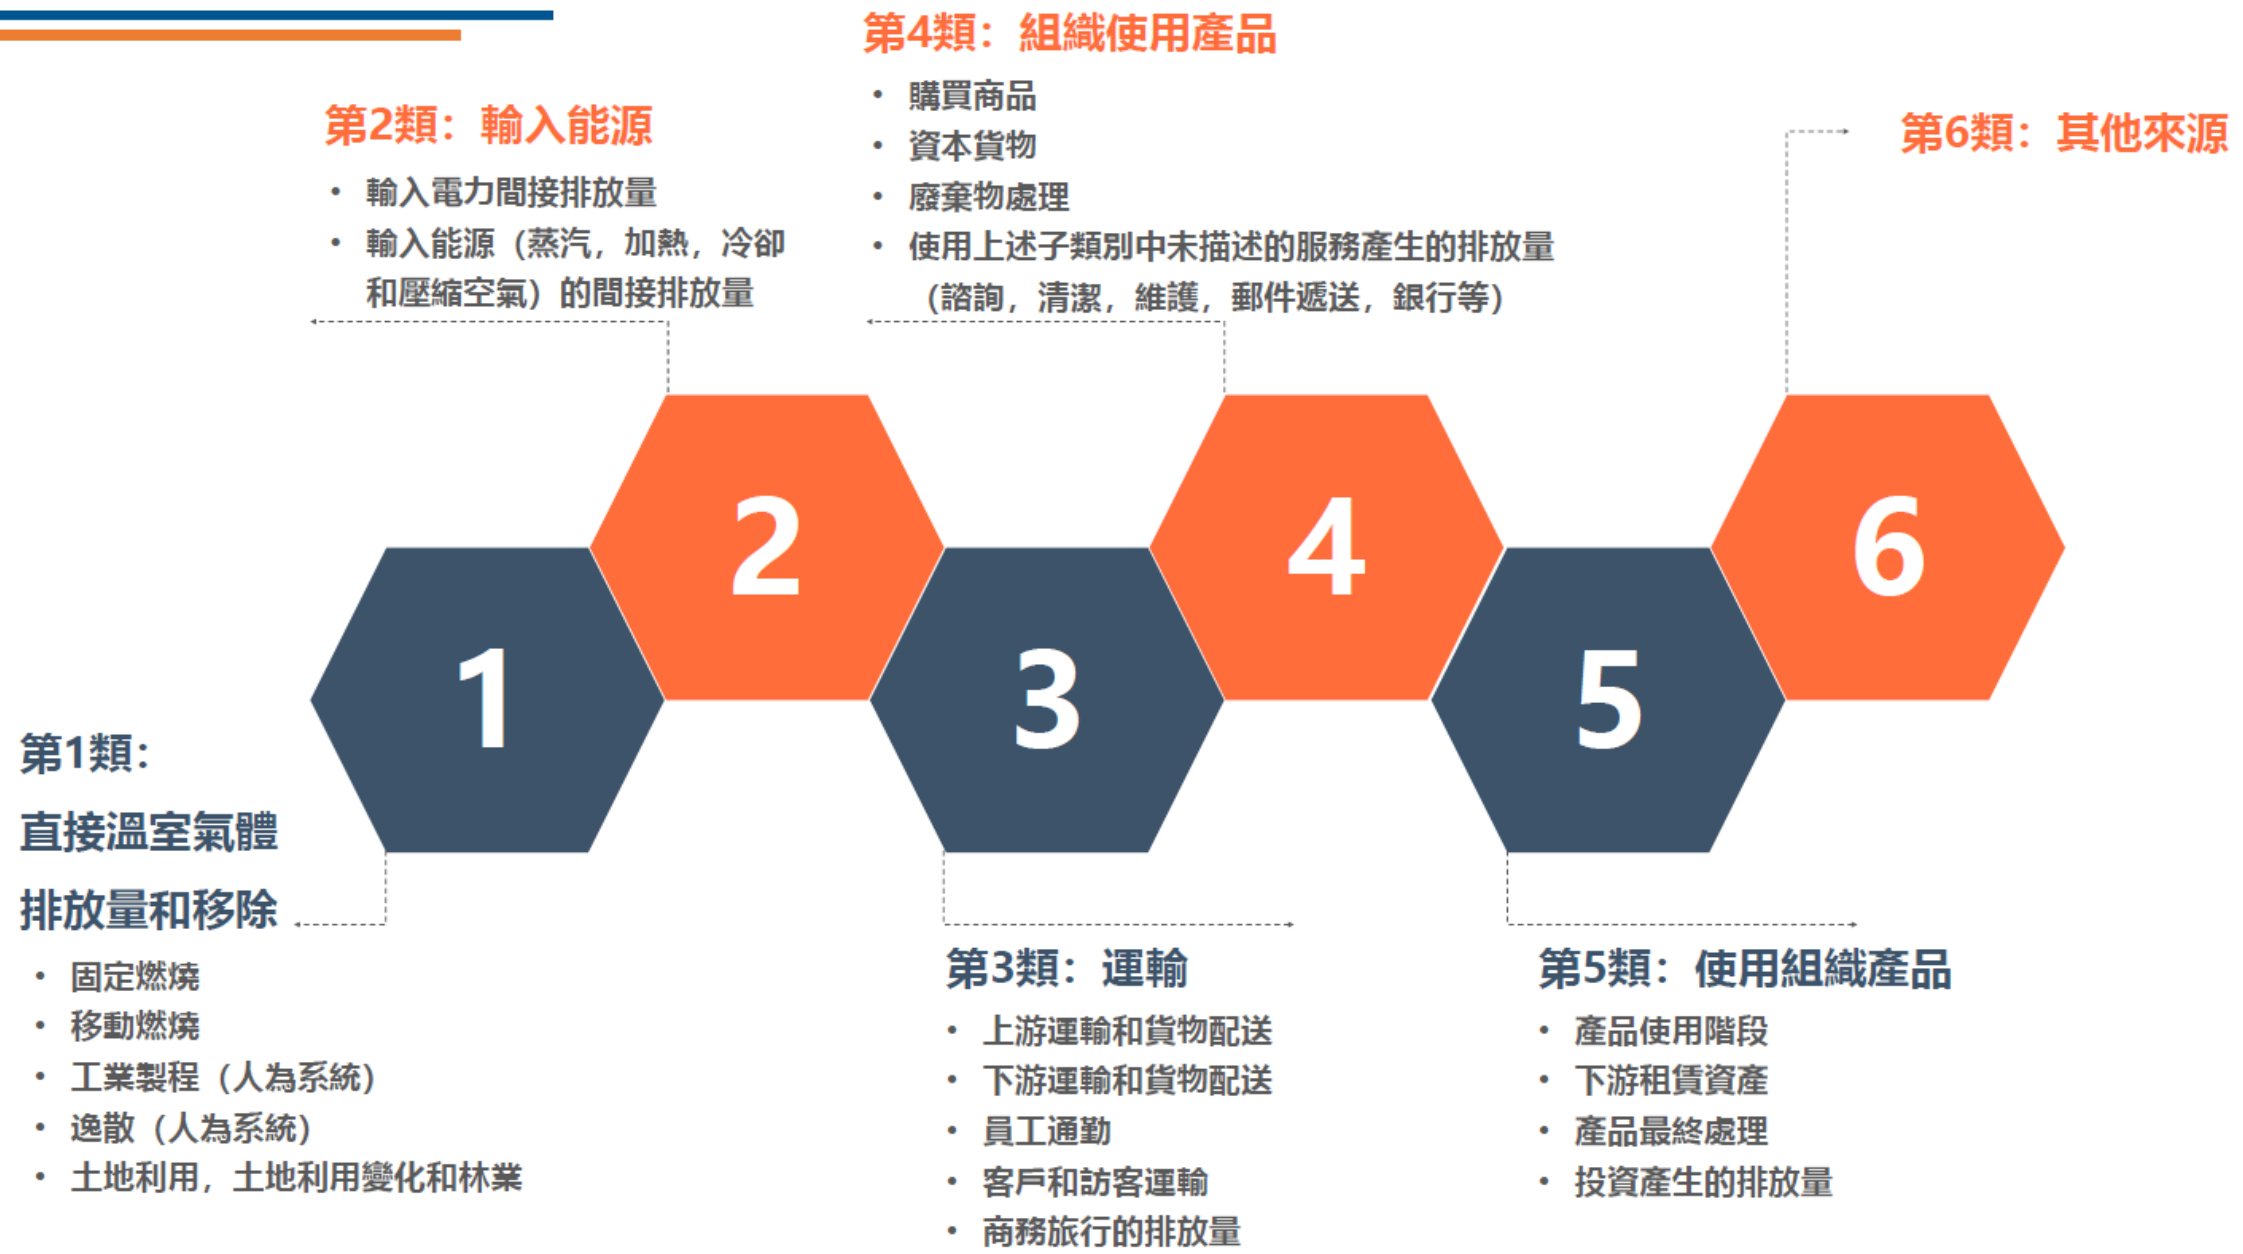 第1類：
直接溫室氣體
排放量和移除
• 固定燃燒
• 移動燃燒
• 工業製程（人為系統）
• 逸散（人為系統）
• 土地利用，土地利用變化和林業
第2類：輸入能源
• 輸入電力間接排放量
• 輸入能源（蒸汽，加熱，冷卻
和壓縮空氣）的間接排放量
第3類：運輸
• 上游運輸和貨物配送
• 下游運輸和貨物配送
• 員工通勤
• 客戶和訪客運輸
• 商務旅行的排放量
第4類：組織使用產品
• 購買商品
• 資本貨物
• 廢棄物處理
• 使用上述子類別中未描述的服務產生的排放量
（諮詢，清潔，維護，郵件遞送，銀行等）
第5類：使用組織產品
• 產品使用階段
• 下游租賃資產
• 產品最終處理
• 投資產生的排放量
第6類：其他來源
1
2
3
4
5
6